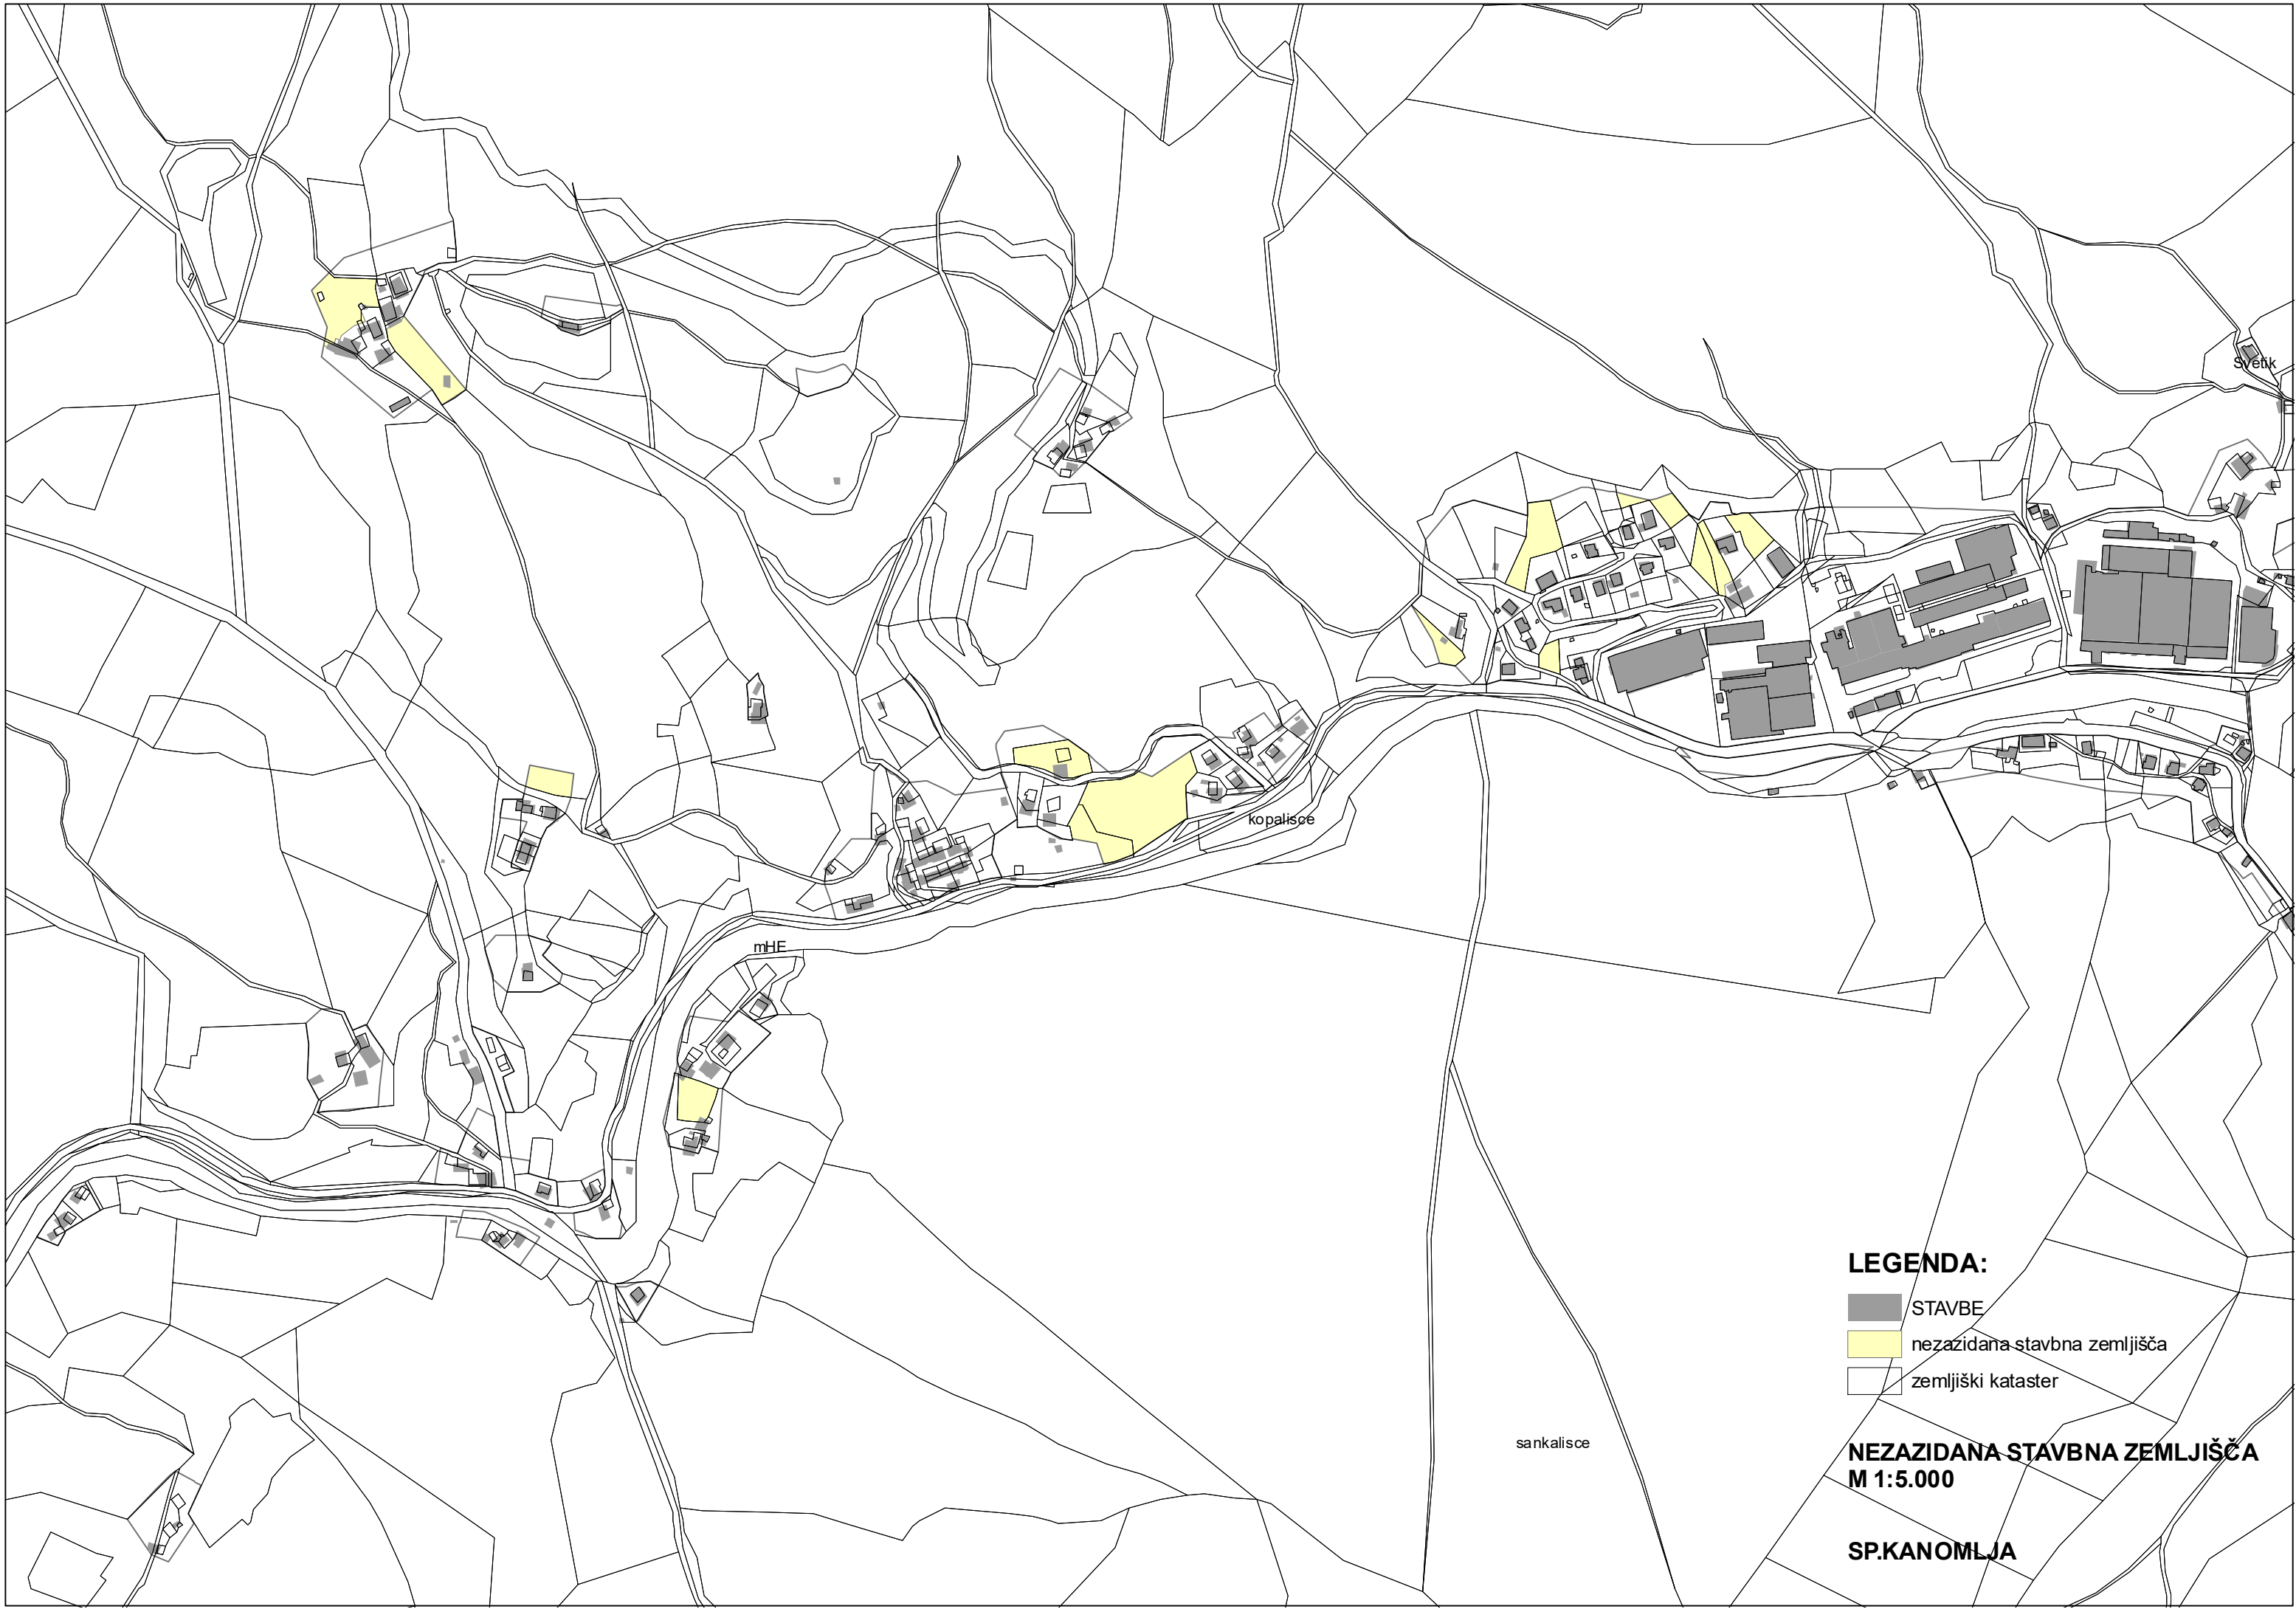 Svetik
kopalisce
mHE
LEGENDA:
STAVBE
nezazidana stavbna zemljišča
zemljiški kataster
sankalisce
NEZAZIDANA STAVBNA ZEMLJIŠČA
M 1:5.000
SP.KANOMLJA